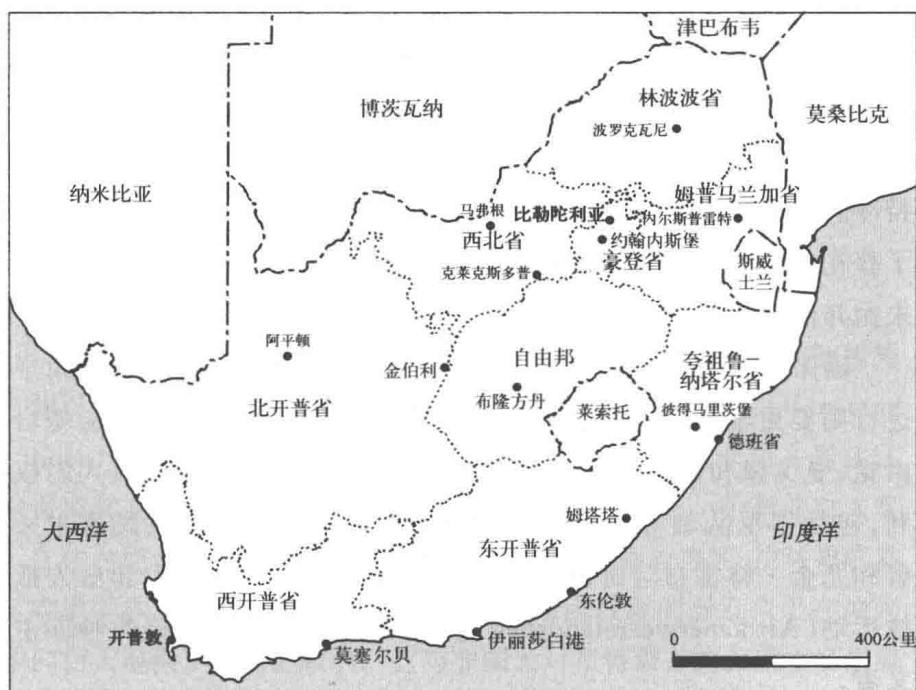 津巴布韦
林波波省
博茨瓦纳
莫桑比克
波罗克瓦尼
纳米比亚
姆普马兰加省
马弗根
比勒陀利亚
内尔斯普雷特
西北省
约翰内斯堡
豪登省
斯威
士兰
克莱克斯多普
阿平顿
自由邦
夸祖鲁-
纳塔尔省
金伯利
北开普省
布隆方丹
莱索托
彼得马里茨堡
德班省
姆塔塔
大西洋
印度洋
东开普省
西开普省
东伦敦
开普敦
莫塞尔贝
伊丽莎白港
0
400公里